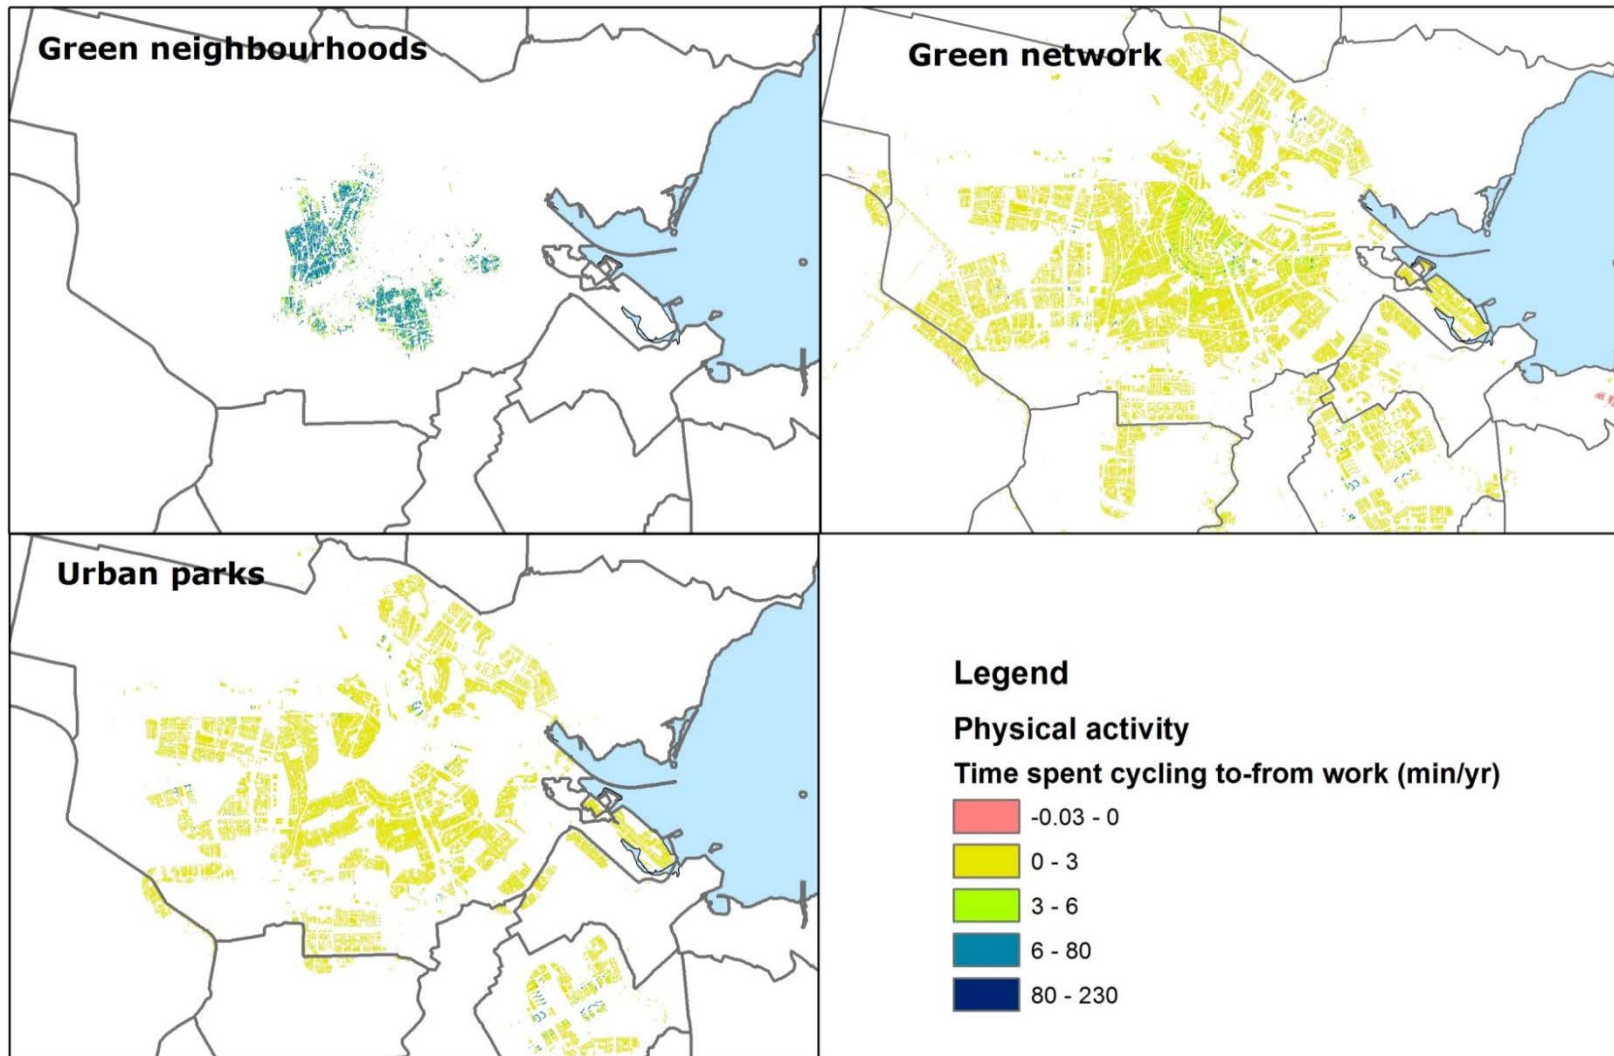 Green neighbourhoods
Green network
Urban parks
Legend
Physical activity
Time spent cycling to-from work (min/yr)
-0.03 - 0
0 - 3
3 - 6
6 - 80
80 - 230